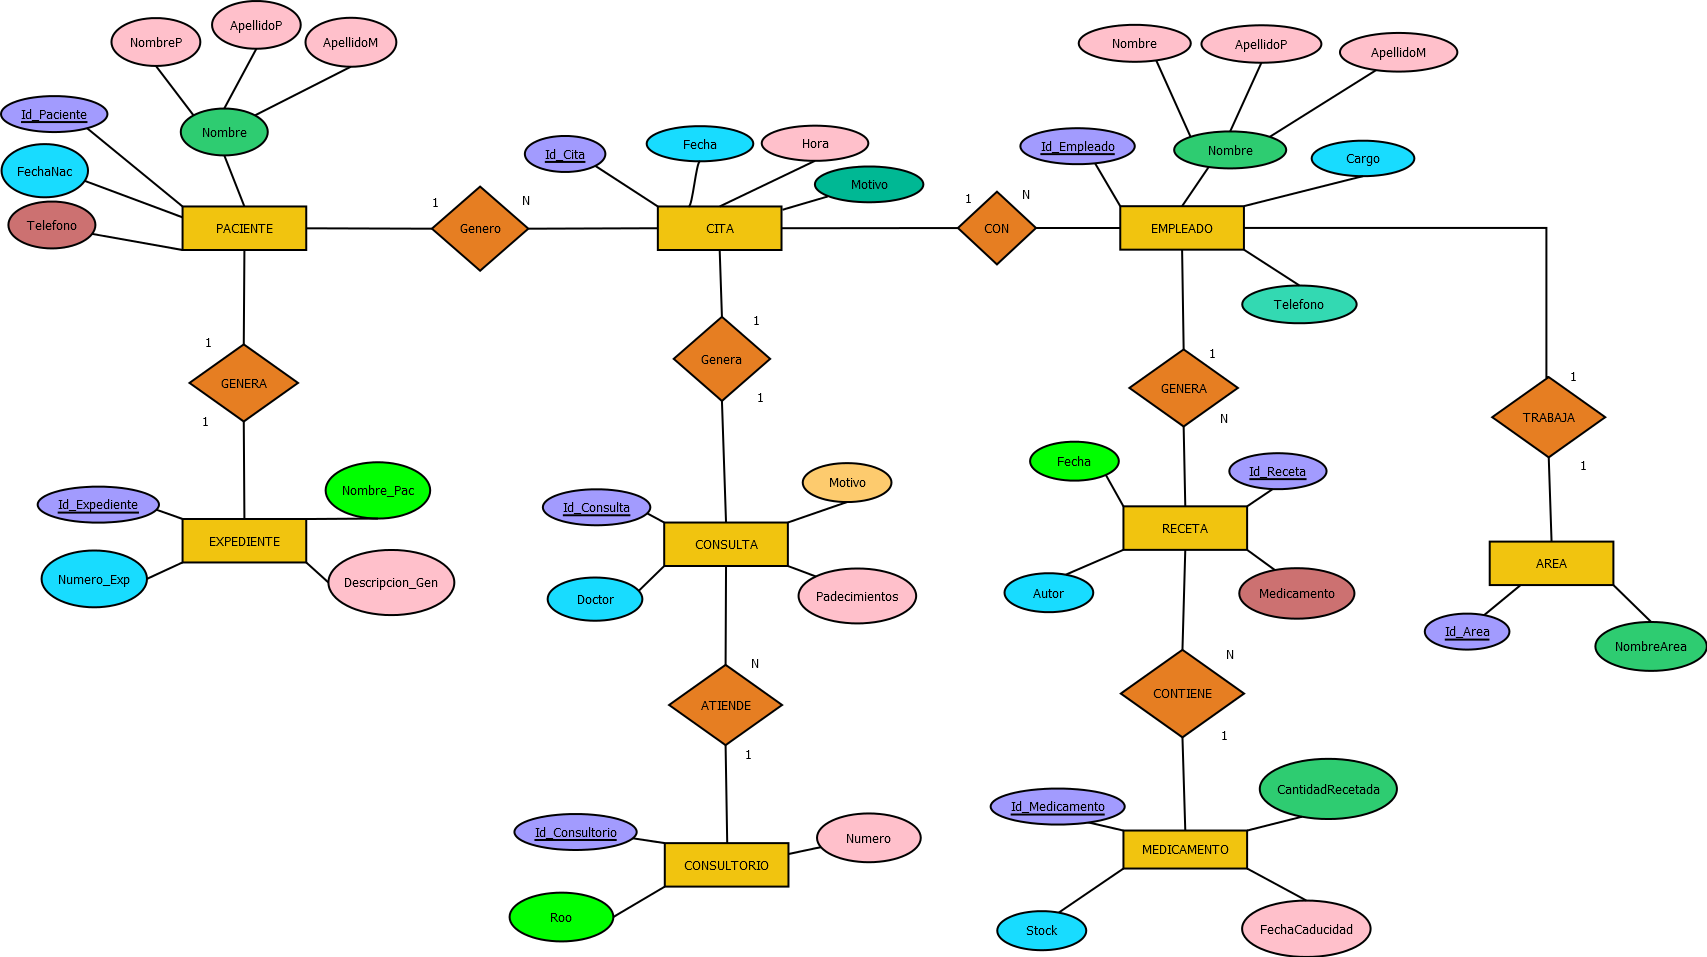 NombreP
ApellidoP
ApellidoM
Id_Paciente
Nombre
FechaNac
Telefono
PACIENTE
1
Genero
N
Id_Cita
Fecha
Hora
Motivo
CITA
1
CON
N
Nombre
ApellidoP
ApellidoM
Id_Empleado
Nombre
Cargo
EMPLEADO
Telefono
1
GENERA
1
1
Genera
1
1
GENERA
N
1
TRABAJA
1
Id_Expediente
Nombre_Pac
EXPEDIENTE
Numero_Exp
Descripcion_Gen
Id_Consulta
Motivo
CONSULTA
Doctor
Padecimientos
Fecha
Id_Receta
RECETA
Autor
Medicamento
AREA
Id_Area
NombreArea
N
ATIENDE
1
N
CONTIENE
1
Id_Consultorio
Numero
CONSULTORIO
Roo
Id_Medicamento
CantidadRecetada
MEDICAMENTO
Stock
FechaCaducidad